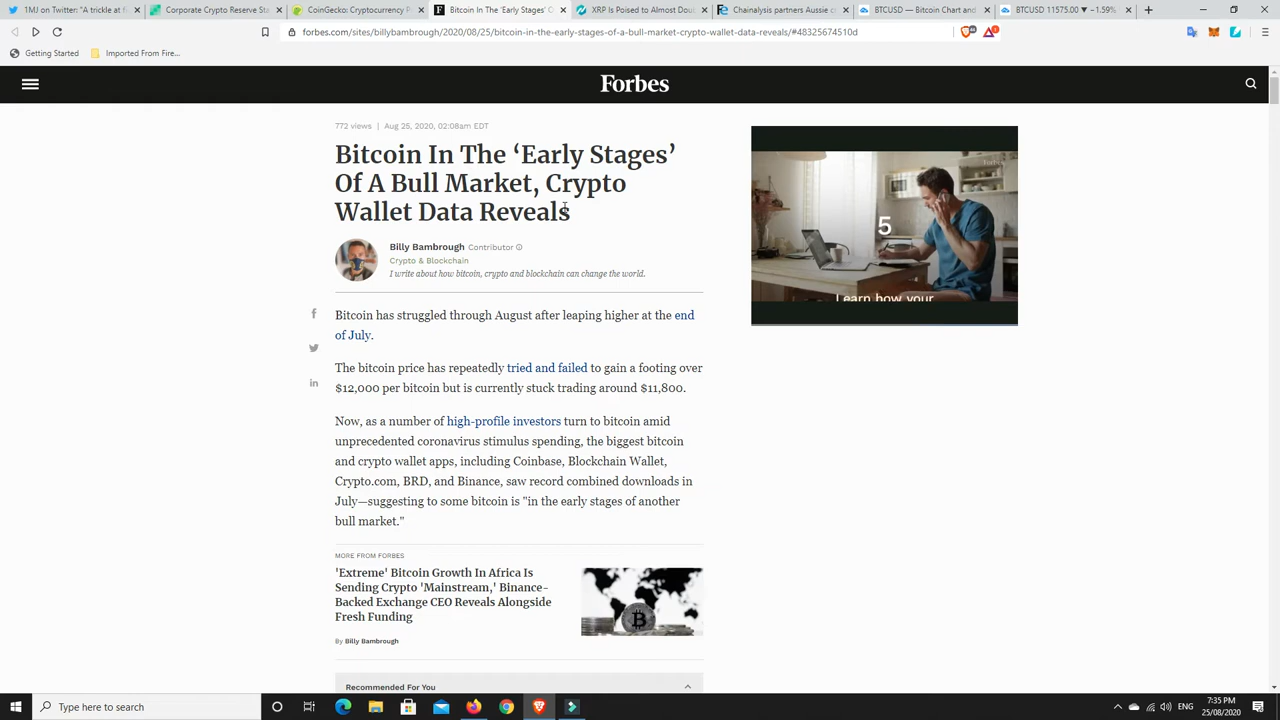 1MJ on Twitter: "A trickle at fi
Corporate Crypto Reserve Sta
CoinGecko: Cryptocurrency P
Bitcoin In The 'Early Stages' O
XRP Is Poised to Almost Dou
Chainalysis partners Aussie c
BTCUSD — Bitcoin Chart and
BTCUSD 11575.00 ▼ −1.59%
forbes.com/sites/billybambrough/2020/08/25/bitcoin-in-the-early-stages-of-a-bull-market-crypto-wallet-data-reveals/#48325674510d
Getting Started
Imported From Fire...
Forbes
772 views | Aug 25, 2020, 02:08am EDT
Bitcoin In The ‘Early Stages’
Of A Bull Market, Crypto
Wallet Data Reveals
Billy Bambrough Contributor
Crypto & Blockchain
I write about how bitcoin, crypto and blockchain can change the world.
Forbes
5
Learn how your
Bitcoin has struggled through August after leaping higher at the end
of July.
The bitcoin price has repeatedly tried and failed to gain a footing over
$12,000 per bitcoin but is currently stuck trading around $11,800.
Now, as a number of high-profile investors turn to bitcoin amid
unprecedented coronavirus stimulus spending, the biggest bitcoin
and crypto wallet apps, including Coinbase, Blockchain Wallet,
Crypto.com, BRD, and Binance, saw record combined downloads in
July—suggesting to some bitcoin is "in the early stages of another
bull market."
MORE FROM FORBES
'Extreme' Bitcoin Growth In Africa Is
Sending Crypto 'Mainstream,' Binance-
Backed Exchange CEO Reveals Alongside
Fresh Funding
By Billy Bambrough
Recommended For You
Type here to search
ENG
7:35 PM
25/08/2020